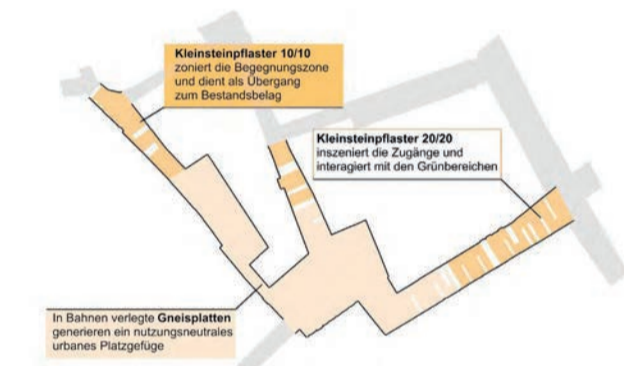 Kleinsteinpflaster 10/10
zoniert die Begegnungszone
und dient als Übergang
zum Bestandsbelag
Kleinsteinpflaster 20/20
inszeniert die Zugänge und
interagiert mit den Grünbereichen
In Bahnen verlegte Gneisplatten
generieren ein nutzungsneutrales
urbanes Platzgefüge